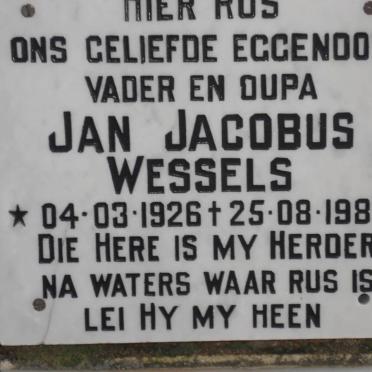 HIER RUS
ONS GELIEFDE EGGENOO
VADER EN OUPA
JAN JACOBUS
WESSELS
★ 04·03·1926 † 25·08·198
DIE HERE IS MY HERDER
NA WATERS WAAR RUS IS
LEI HY MY HEEN